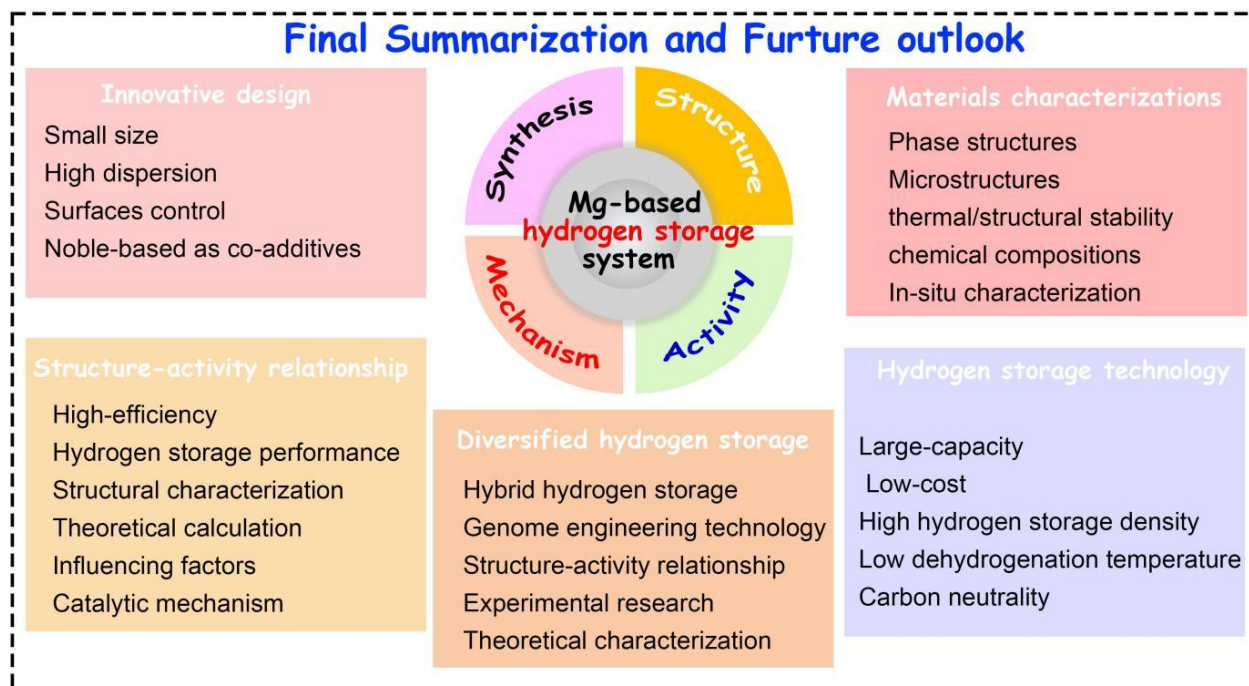 Final Summarization and Furture outlook
Innovative design
Small size
High dispersion
Surfaces control
Noble-based as co-additives
Synthesis
Structure
Mg-based
hydrogen storage
system
Mechanism
Activity
Materials characterizations
Phase structures
Microstructures
thermal/structural stability
chemical compositions
In-situ characterization
Structure-activity relationship
High-efficiency
Hydrogen storage performance
Structural characterization
Theoretical calculation
Influencing factors
Catalytic mechanism
Diversified hydrogen storage
Hybrid hydrogen storage
Genome engineering technology
Structure-activity relationship
Experimental research
Theoretical characterization
Hydrogen storage technology
Large-capacity
Low-cost
High hydrogen storage density
Low dehydrogenation temperature
Carbon neutrality